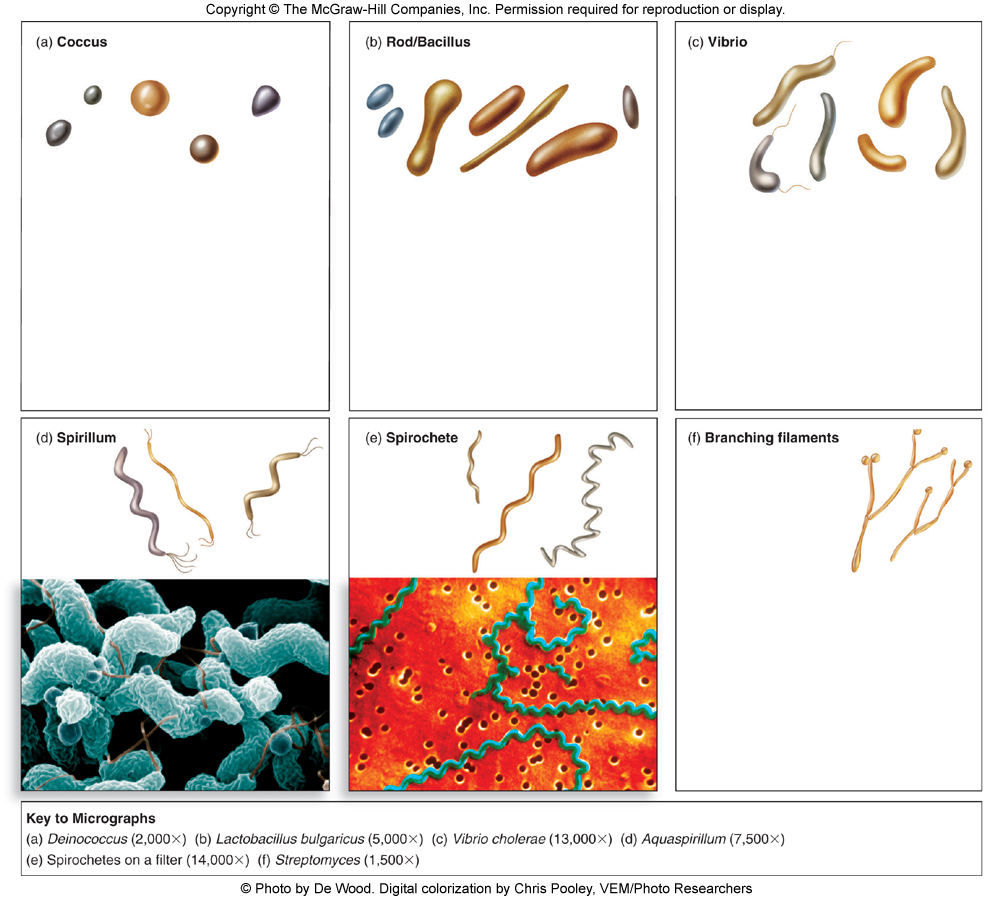 Copyright © The McGraw-Hill Companies, Inc. Permission required for reproduction or display.
(a) Coccus
(b) Rod/Bacillus
(c) Vibrio
(d) Spirillum
(e) Spirochete
(f) Branching filaments
Key to Micrographs
(a) Deinococcus (2,000×) (b) Lactobacillus bulgaricus (5,000×) (c) Vibrio cholerae (13,000×) (d) Aquaspirillum (7,500×)
(e) Spirochetes on a filter (14,000×) (f) Streptomyces (1,500×)
© Photo by De Wood. Digital colorization by Chris Pooley, VEM/Photo Researchers